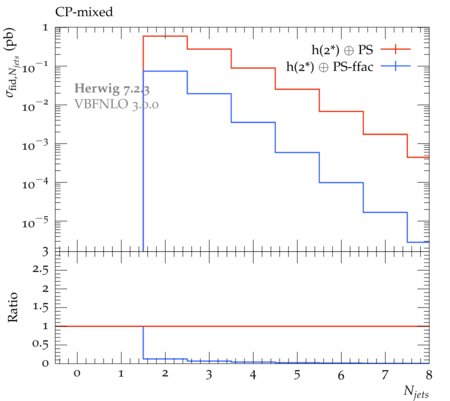 CP-mixed
h(2*) ⊕ PS
h(2*) ⊕ PS-ffac
Herwig 7.2.3
VBFNLO 3.0.0
σfid,Njets (pb)
1
10⁻¹
10⁻²
10⁻³
10⁻⁴
10⁻⁵
3
2.5
2
1.5
1
0.5
0
Ratio
0 1 2 3 4 5 6 7 8
Njets